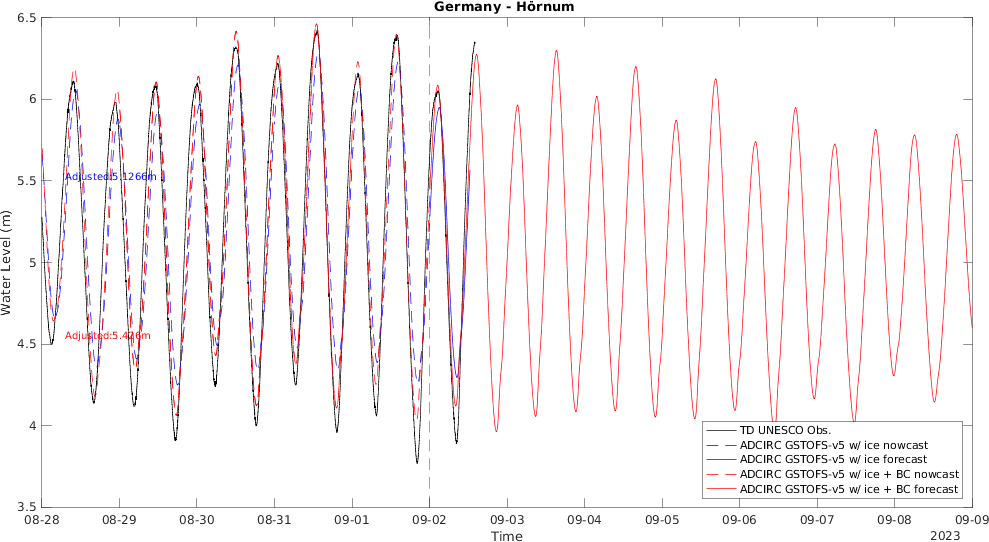 Germany - Hörnum
6.5
6
5.5
5
4.5
4
3.5
Water Level (m)
Adjusted:5.1266m
Adjusted:5.426m
TD UNESCO Obs.
ADCIRC GSTOFS-v5 w/ ice nowcast
ADCIRC GSTOFS-v5 w/ ice forecast
ADCIRC GSTOFS-v5 w/ ice + BC nowcast
ADCIRC GSTOFS-v5 w/ ice + BC forecast
08-28 08-29 08-30 08-31 09-01 09-02 09-03 09-04 09-05 09-06 09-07 09-08 09-09
Time
2023